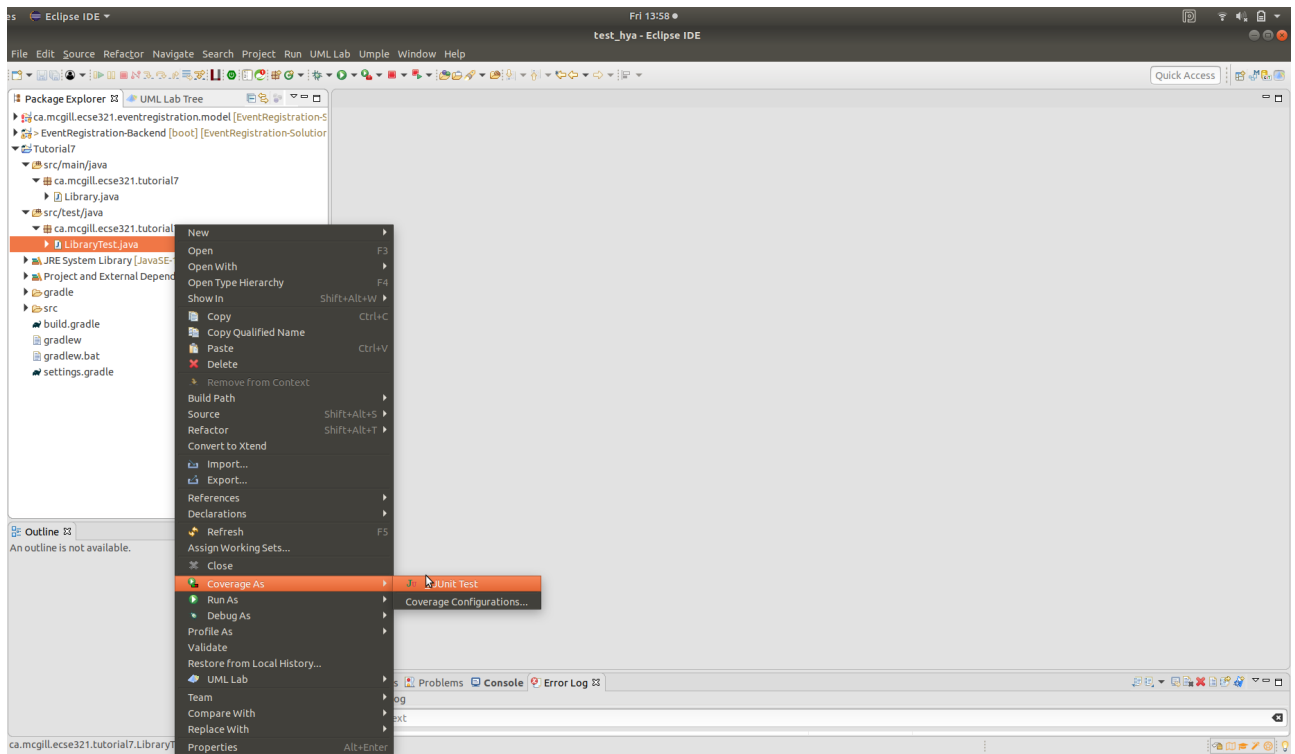 es Eclipse IDE Fri 13:58
test_hya - Eclipse IDE
File Edit Source Refactor Navigate Search Project Run UML Lab Umple Window Help
Quick Access
Package Explorer UML Lab Tree
ca.mcgill.ecse321.eventregistration.model [EventRegistration-S
> EventRegistration-Backend [boot] [EventRegistration-Solution
Tutorial7
src/main/java
ca.mcgill.ecse321.tutorial7
Library.java
src/test/java
ca.mcgill.ecse321.tutorial
LibraryTest.java
JRE System Library [JavaSE-
Project and External Depend
gradle
src
build.gradle
gradlew
gradlew.bat
settings.gradle
New
Open F3
Open With
Open Type Hierarchy F4
Show In Shift+Alt+W
Copy Ctrl+C
Copy Qualified Name
Paste Ctrl+V
Delete
Remove from Context
Build Path
Source Shift+Alt+S
Refactor Shift+Alt+T
Convert to Xtend
Import...
Export...
References
Declarations
Refresh F5
Assign Working Sets...
Close
Coverage As
Run As
Debug As
Profile As
Validate
Restore from Local History...
UML Lab
Team
Compare With
Replace With
Properties Alt+Enter
JUnit Test
Coverage Configurations...
Outline
An outline is not available.
s Problems Console Error Log
og
ext
ca.mcgill.ecse321.tutorial7.LibraryT